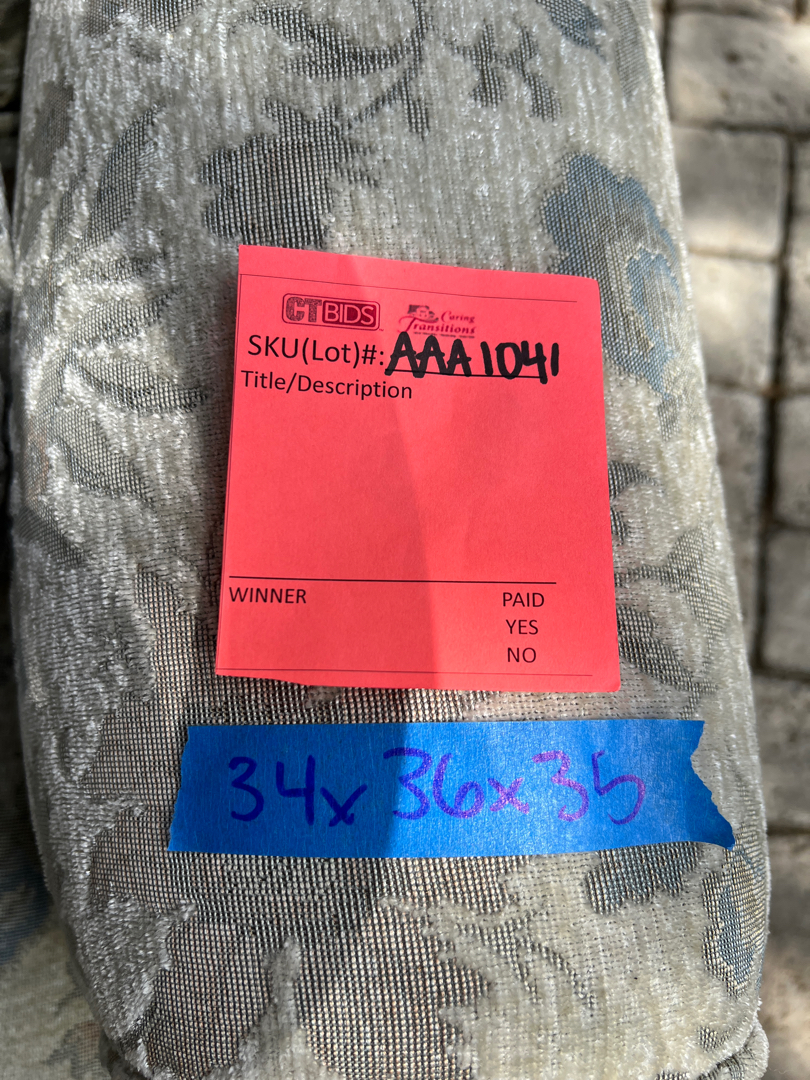 CTBIDS
Caring
Transitions
SKU(Lot)#: AAA1041
Title/Description
WINNER
PAID
YES
NO
34x36x35